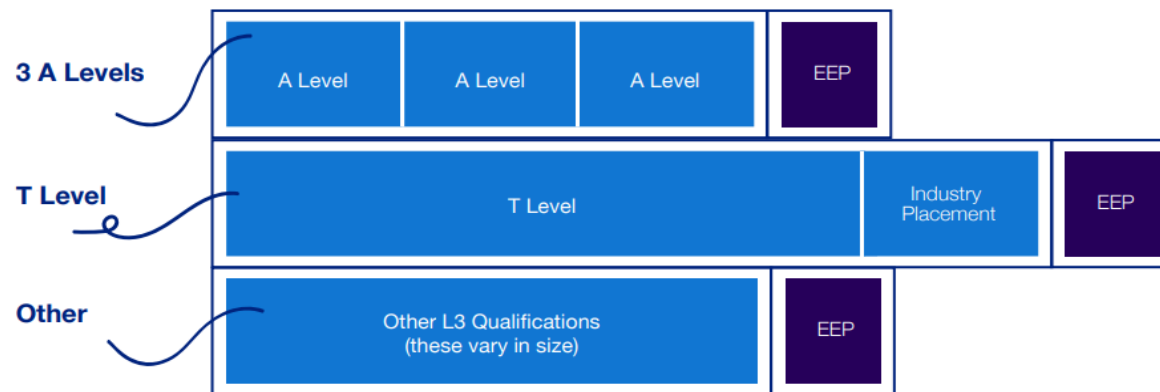 3 A Levels
A Level
A Level
A Level
EEP
T Level
T Level
Industry
Placement
EEP
Other
Other L3 Qualifications
(these vary in size)
EEP